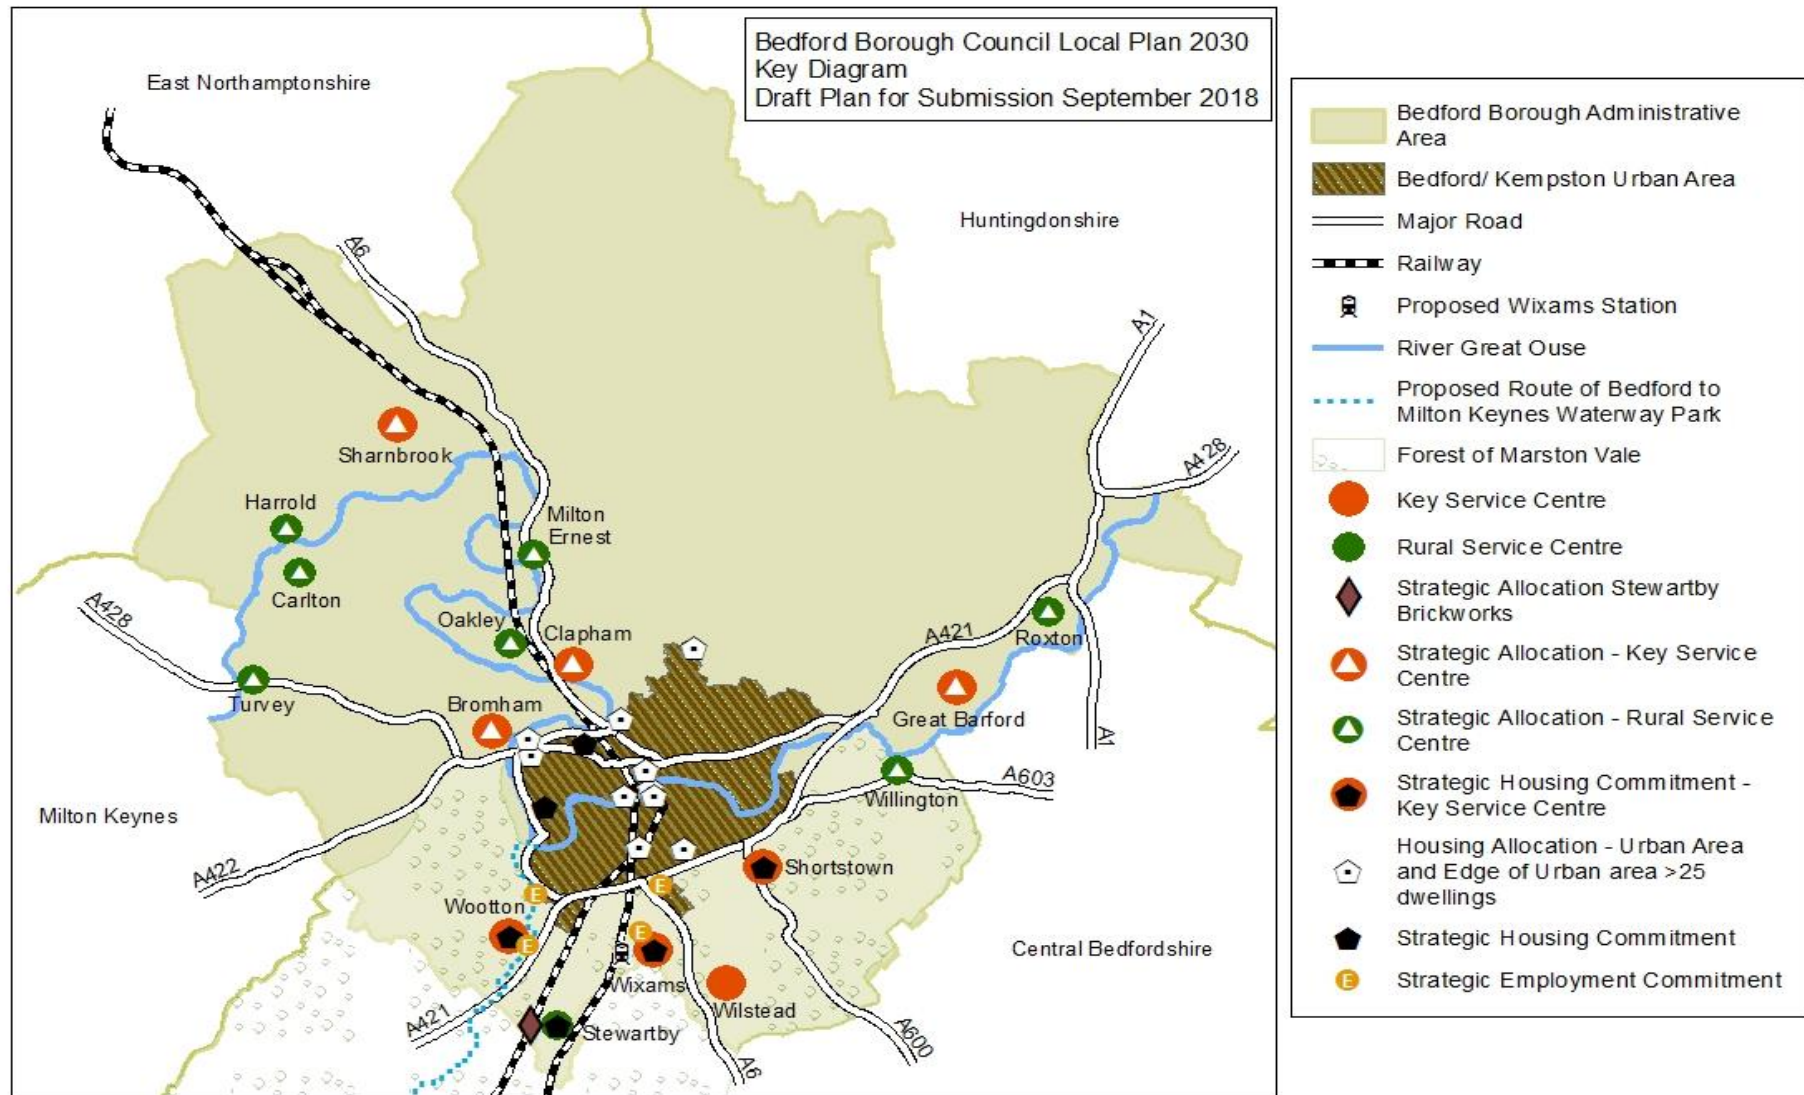 Bedford Borough Council Local Plan 2030
Key Diagram
Draft Plan for Submission September 2018
East Northamptonshire
Huntingdonshire
A6
A1
A428
Sharnbrook
Harrold
Milton
Ernest
Carlton
A428
Oakley
Clapham
A421
Roxton
Turvey
Bromham
Great Barford
A1
A603
Willington
Milton Keynes
A422
Shortstown
Wootton
E
E
E
E
Central Bedfordshire
Wixams
Wilstead
A421
Stewartby
A600
A6
Bedford Borough Administrative
Area
Bedford/ Kempston Urban Area
Major Road
Railway
Proposed Wixams Station
River Great Ouse
Proposed Route of Bedford to
Milton Keynes Waterway Park
Forest of Marston Vale
Key Service Centre
Rural Service Centre
Strategic Allocation Stewartby
Brickworks
Strategic Allocation - Key Service
Centre
Strategic Allocation - Rural Service
Centre
Strategic Housing Commitment -
Key Service Centre
Housing Allocation - Urban Area
and Edge of Urban area >25
dwellings
Strategic Housing Commitment
E
Strategic Employment Commitment